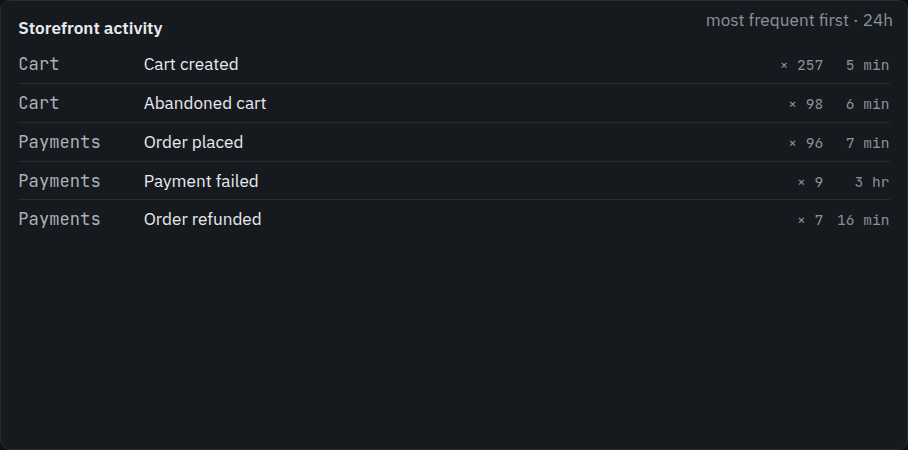 Storefront activity most frequent first · 24h
Cart Cart created × 257 5 min
Cart Abandoned cart × 98 6 min
Payments Order placed × 96 7 min
Payments Payment failed × 9 3 hr
Payments Order refunded × 7 16 min